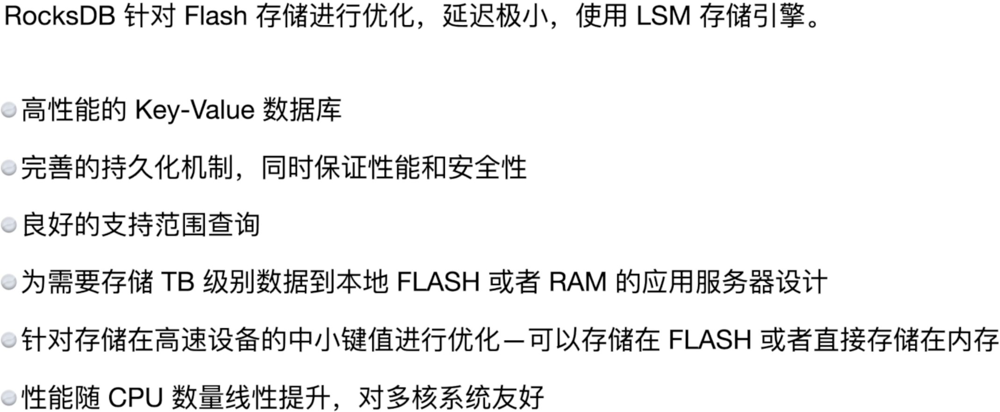 RocksDB 针对 Flash 存储进行优化，延迟极小，使用 LSM 存储引擎。
高性能的 Key-Value 数据库
完善的持久化机制，同时保证性能和安全性
良好的支持范围查询
为需要存储 TB 级别数据到本地 FLASH 或者 RAM 的应用服务器设计
针对存储在高速设备的中小键值进行优化—可以存储在 FLASH 或者直接存储在内存
性能随 CPU 数量线性提升，对多核系统友好